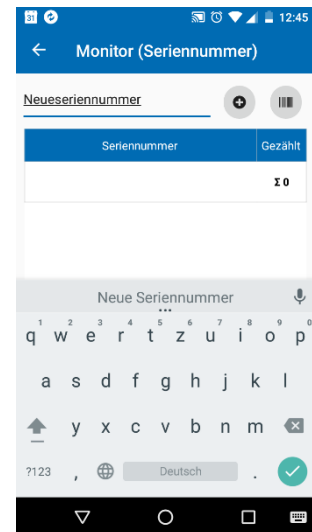 31 12:45
Monitor (Seriennummer)
Neueseriennummer
Seriennummer Gezählt
Σ 0
Neue Seriennummer
1 2 3 4 5 6 7 8 9 0
q w e r t z u i o p
a s d f g h j k l
y x c v b n m
?123 , Deutsch .